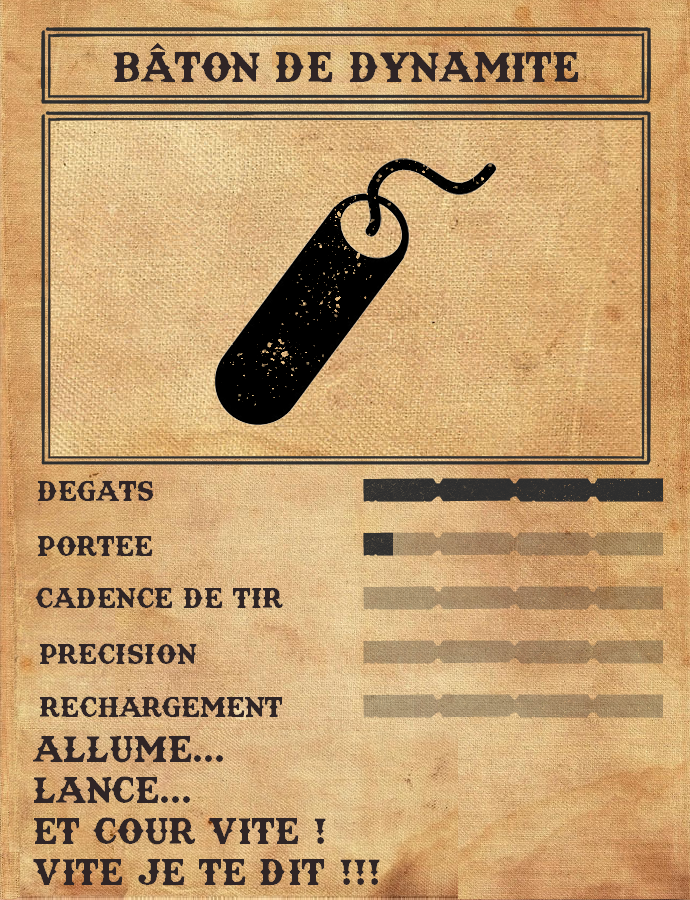 BÂTON DE DYNAMITE
DEGATS
PORTEE
CADENCE DE TIR
PRECISION
RECHARGEMENT
ALLUME...
LANCE...
ET COUR VITE !
VITE JE TE DIT !!!